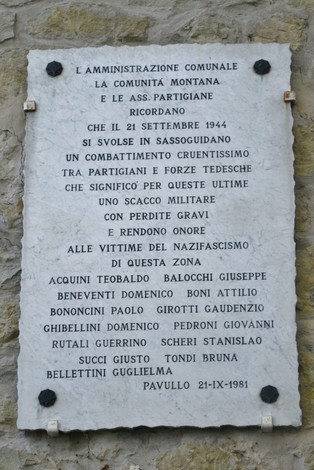 L'AMMINISTRAZIONE COMUNALE
LA COMUNITÀ MONTANA
E LE ASS. PARTIGIANE
RICORDANO
CHE IL 21 SETTEMBRE 1944
SI SVOLSE IN SASSOGUIDANO
UN COMBATTIMENTO CRUENTISSIMO
TRA PARTIGIANI E FORZE TEDESCHE
CHE SIGNIFICÒ PER QUESTE ULTIME
UNO SCACCO MILITARE
CON PERDITE GRAVI
E RENDONO ONORE
ALLE VITTIME DEL NAZIFASCISMO
DI QUESTA ZONA
ACQUINI TEOBALDO BALOCCHI GIUSEPPE
BENEVENTI DOMENICO BONI ATTILIO
BONONCINI PAOLO GIROTTI GAUDENZIO
GHIBELLINI DOMENICO PEDRONI GIOVANNI
RUTALI GUERRINO SCHERI STANISLAO
SUCCI GIUSTO TONDI BRUNA
BELLETTINI GUGLIELMA
PAVULLO 21-IX-1981